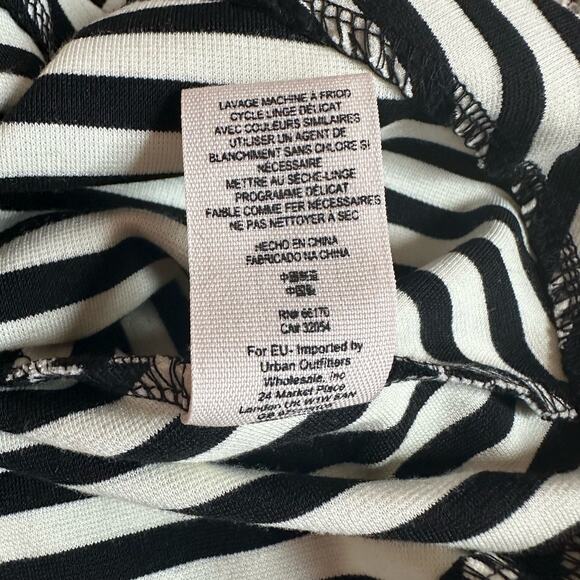 LAVAGE MACHINE À FROID
CYCLE LINGE DÉLICAT
AVEC COULEURS SIMILAIRES
UTILISER UN AGENT DE
BLANCHIMENT SANS CHLORE SI
NÉCESSAIRE
METTRE AU SÈCHE-LINGE
PROGRAMME DÉLICAT
FAIBLE COMME FER NÉCESSAIRES
NE PAS NETTOYER À SEC
HECHO EN CHINA
FABRICADO NA CHINA
中國製造
中国製
RN# 66170
CA# 32054
For EU- Imported by
Urban Outfitters
Wholesale, Inc
24 Market Place
London UK W1W 8AN
GB